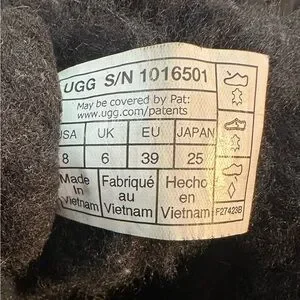 UGG S/N 1016501
May be covered by Pat:
www.ugg.com/patents
USA UK EU JAPAN
8 6 39 25
Made in Vietnam
Fabriqué au Vietnam
Hecho en Vietnam
F27423B